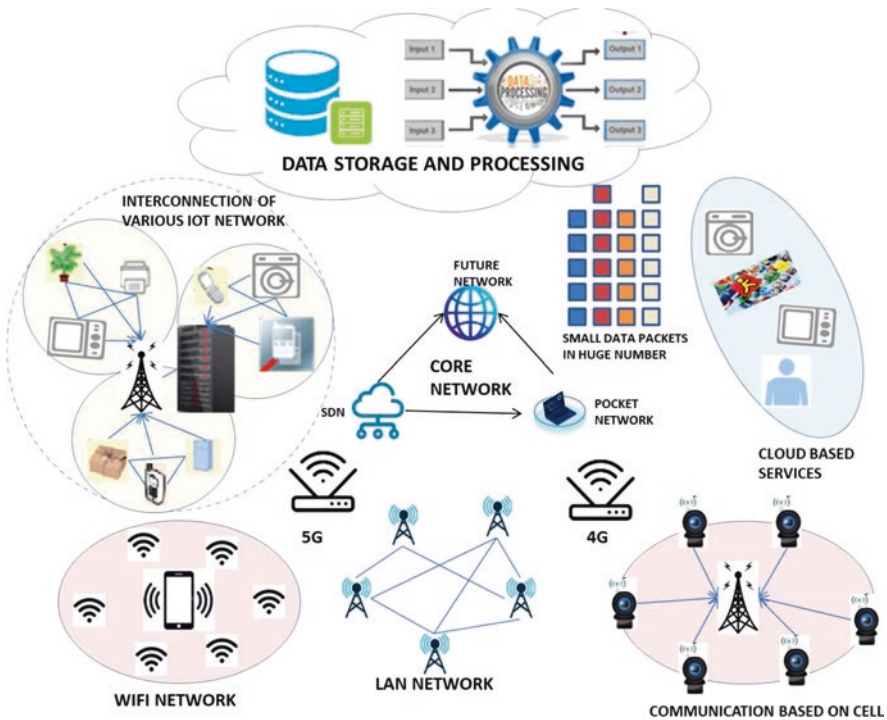 Input 1
Input 2
Input 3
DATA
PROCESSING
Output 1
Output 2
Output 3
DATA STORAGE AND PROCESSING
INTERCONNECTION OF
VARIOUS IOT NETWORK
FUTURE
NETWORK
SMALL DATA PACKETS
IN HUGE NUMBER
CORE
NETWORK
SDN
POCKET
NETWORK
CLOUD BASED
SERVICES
5G
4G
WIFI NETWORK
LAN NETWORK
COMMUNICATION BASED ON CELL